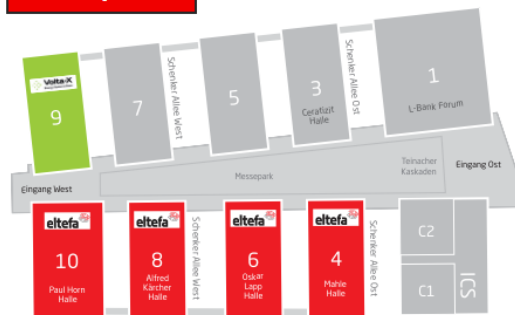 Volta-X
9
7
Schenker Allee West
5
3
Ceratizit
Halle
Schenker Allee Ost
1
L-Bank Forum
Eingang West
Messepark
Teinacher
Kaskaden
Eingang Ost
eltefa
10
Paul Horn
Halle
eltefa
8
Alfred
Kärcher
Halle
Schenker Allee West
eltefa
6
Oskar
Lapp
Halle
eltefa
4
Mahle
Halle
Schenker Allee Ost
C2
C1
ICS